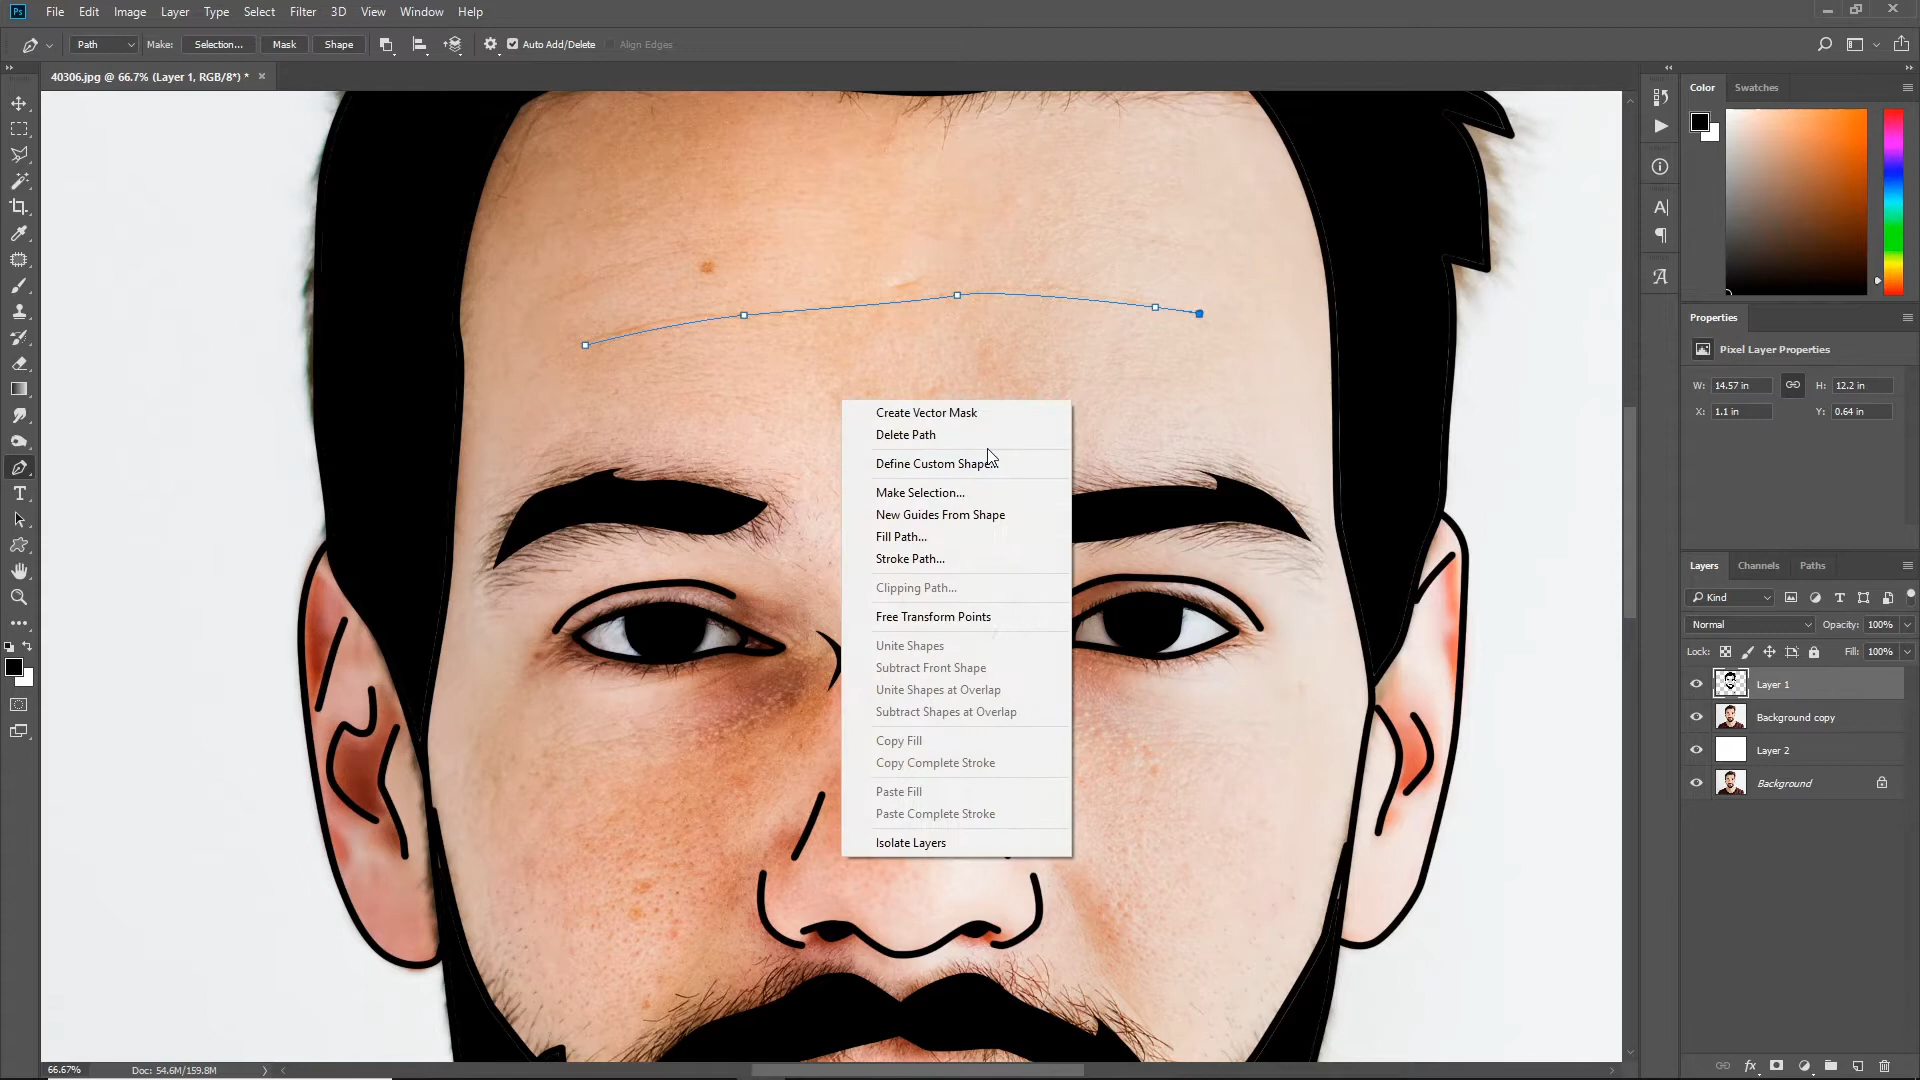 Ps File Edit Image Layer Type Select Filter 3D View Window Help
Path Make: Selection... Mask Shape Auto Add/Delete Align Edges
40306.jpg @ 66.7% (Layer 1, RGB/8*) * ×
Color Swatches
Properties
Pixel Layer Properties
W: 14.57 in H: 12.2 in
X: 1.1 in Y: 0.64 in
Create Vector Mask
Delete Path
Define Custom Shape...
Make Selection...
New Guides From Shape
Fill Path...
Stroke Path...
Clipping Path...
Free Transform Points
Unite Shapes
Subtract Front Shape
Unite Shapes at Overlap
Subtract Shapes at Overlap
Copy Fill
Copy Complete Stroke
Paste Fill
Paste Complete Stroke
Isolate Layers
Layers Channels Paths
Kind
Normal Opacity: 100%
Lock: Fill: 100%
Layer 1
Background copy
Layer 2
Background
66.67% Doc: 54.6M/159.8M